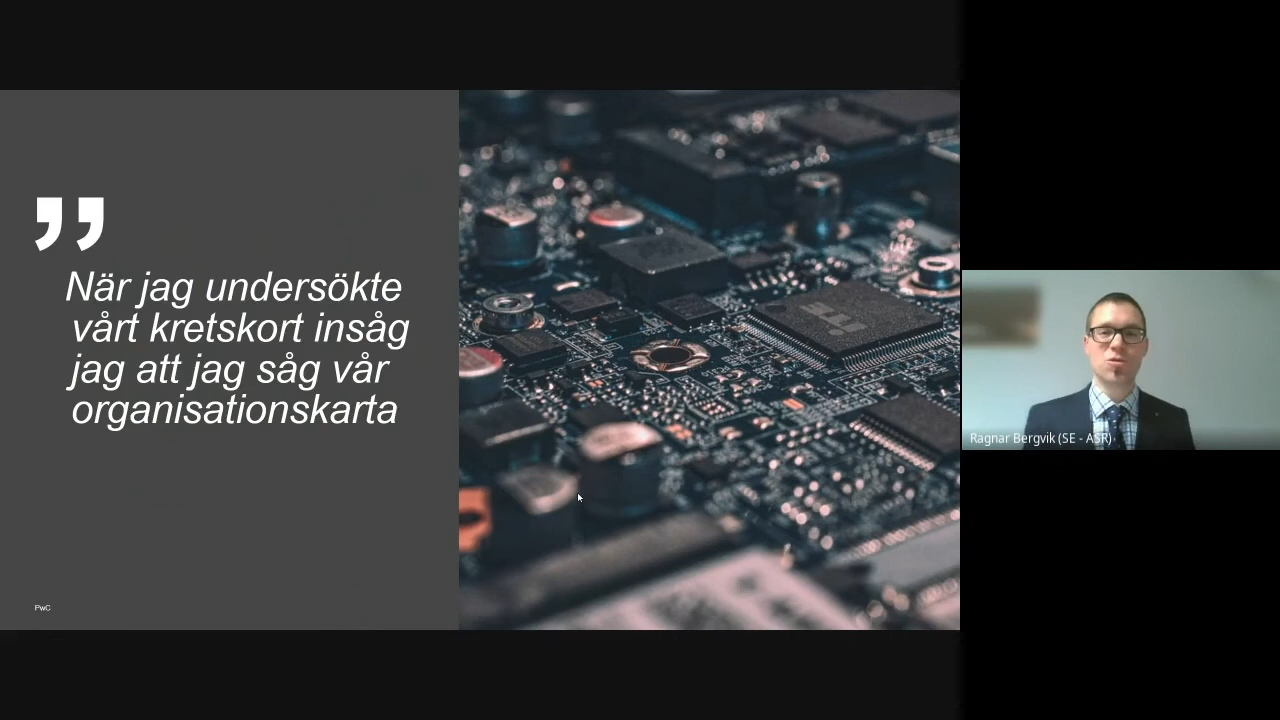 ”
När jag undersökte
vårt kretskort insåg
jag att jag såg vår
organisationskarta
PwC
Ragnar Bergvik (SE - ASR)